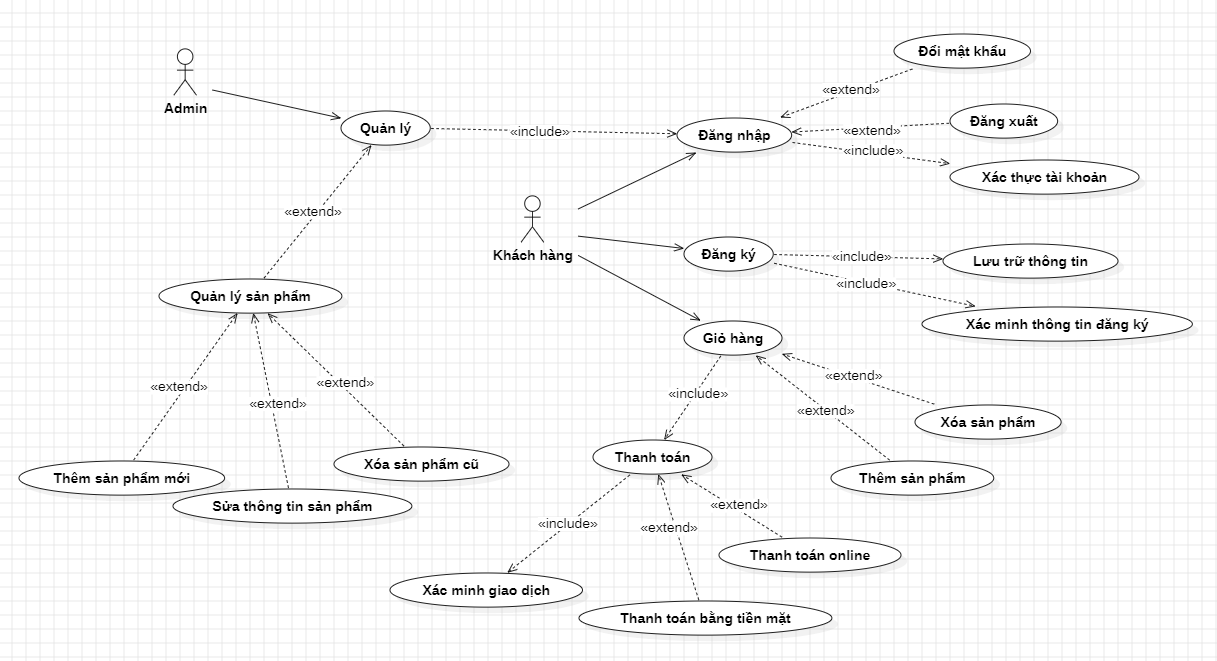 Đổi mật khẩu
«extend»
Admin
Quản lý
«include»
Đăng nhập
«extend»
Đăng xuất
«include»
Xác thực tài khoản
«extend»
Khách hàng
Đăng ký
«include»
Lưu trữ thông tin
«include»
Quản lý sản phẩm
Xác minh thông tin đăng ký
Giỏ hàng
«extend»
«extend»
«extend»
«include»
«extend»
«extend»
Xóa sản phẩm
Thanh toán
Xóa sản phẩm cũ
Thêm sản phẩm mới
Thêm sản phẩm
Sửa thông tin sản phẩm
«extend»
«include»
«extend»
Thanh toán online
Xác minh giao dịch
Thanh toán bằng tiền mặt